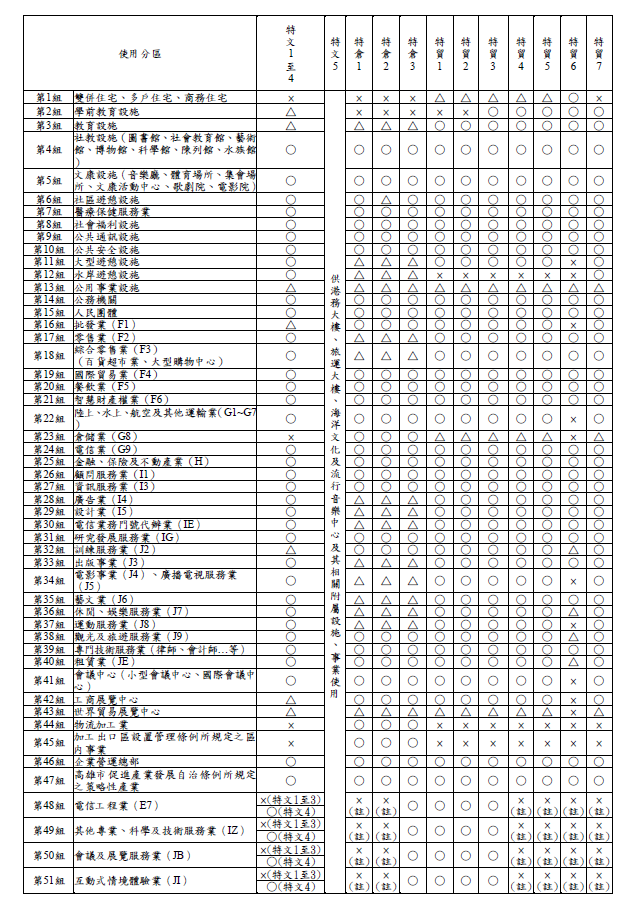 使用分區 特文1至4 特文5 特倉1 特倉2 特倉3 特貿1 特貿2 特貿3 特貿4 特貿5 特貿6 特貿7
供港務大樓、旅運大樓、海洋文化及流行音樂中心及其相關附屬設施、事業使用
第1組 雙併住宅、多戶住宅、商務住宅 × × × × △ △ △ △ △ ○ ×
第2組 學前教育設施 △ × × × × × ○ ○ ○ ○ ○
第3組 教育設施 △ △ △ △ ○ ○ ○ ○ ○ ○ ○
第4組 社教設施(圖書館、社會教育館、藝術
館、博物館、科學館、陳列館、水族館
) ○ ○ ○ ○ ○ ○ ○ ○ ○ ○ ○
第5組 文康設施(音樂廳、體育場所、集會場
所、文康活動中心、歌劇院、電影院) ○ ○ ○ ○ ○ ○ ○ ○ ○ ○ ○
第6組 社區遊憩設施 ○ ○ △ ○ ○ ○ ○ ○ ○ ○ ○
第7組 醫療保健服務業 ○ ○ ○ ○ ○ ○ ○ ○ ○ ○ ○
第8組 社會福利設施 ○ ○ ○ ○ ○ ○ ○ ○ ○ ○ ○
第9組 公共通訊設施 ○ ○ ○ ○ ○ ○ ○ ○ ○ ○ ○
第10組 公共安全設施 ○ ○ ○ ○ ○ ○ ○ ○ ○ ○ ○
第11組 大型遊憩設施 ○ △ △ △ ○ ○ ○ ○ ○ × ○
第12組 水岸遊憩設施 ○ △ △ △ × × × × × × ○
第13組 公用事業設施 △ △ △ △ △ △ △ △ △ △ △
第14組 公務機關 ○ ○ ○ ○ ○ ○ ○ ○ ○ ○ ○
第15組 人民團體 ○ ○ ○ ○ ○ ○ ○ ○ ○ ○ ○
第16組 批發業(F1) △ ○ ○ ○ ○ ○ ○ ○ ○ × ○
第17組 零售業(F2) ○ △ △ △ ○ ○ ○ ○ ○ ○ ○
第18組 綜合零售業(F3)
(百貨超市業、大型購物中心) ○ △ △ △ ○ ○ ○ ○ ○ ○ ○
第19組 國際貿易業(F4) ○ ○ ○ ○ ○ ○ ○ ○ ○ ○ ○
第20組 餐飲業(F5) ○ ○ ○ ○ ○ ○ ○ ○ ○ ○ ○
第21組 智慧財產權業(F6) ○ ○ ○ ○ ○ ○ ○ ○ ○ ○ ○
第22組 陸上、水上、航空及其他運輸業(G1~G7
) ○ ○ ○ ○ ○ ○ ○ ○ ○ × ○
第23組 倉儲業(G8) × ○ ○ ○ △ △ △ △ △ × △
第24組 電信業(G9) ○ ○ ○ ○ ○ ○ ○ ○ ○ ○ ○
第25組 金融、保險及不動產業(H) ○ ○ ○ ○ ○ ○ ○ ○ ○ ○ ○
第26組 顧問服務業(I1) ○ ○ ○ ○ ○ ○ ○ ○ ○ ○ ○
第27組 資訊服務業(I3) ○ ○ ○ ○ ○ ○ ○ ○ ○ ○ ○
第28組 廣告業(I4) ○ △ △ △ ○ ○ ○ ○ ○ ○ ○
第29組 設計業(I5) ○ △ △ △ ○ ○ ○ ○ ○ ○ ○
第30組 電信業務門號代辦業(IE) ○ △ △ △ ○ ○ ○ ○ ○ ○ ○
第31組 研究發展服務業(IG) ○ ○ ○ ○ ○ ○ ○ ○ ○ ○ ○
第32組 訓練服務業(J2) △ ○ ○ ○ ○ ○ ○ ○ ○ △ ○
第33組 出版事業(J3) ○ △ △ △ ○ ○ ○ ○ ○ ○ ○
第34組 電影事業(J4)、廣播電視服務業
(J5) ○ △ △ △ ○ ○ ○ ○ ○ × ○
第35組 藝文業(J6) ○ △ △ △ ○ ○ ○ ○ ○ ○ ○
第36組 休閒、娛樂服務業(J7) ○ △ △ △ ○ ○ ○ ○ ○ △ ○
第37組 運動服務業(J8) ○ △ △ △ ○ ○ ○ ○ ○ × ○
第38組 觀光及旅遊服務業(J9) ○ ○ ○ ○ ○ ○ ○ ○ ○ △ ○
第39組 專門技術服務業(律師、會計師…等) ○ ○ ○ ○ ○ ○ ○ ○ ○ ○ ○
第40組 租賃業(JE) ○ ○ ○ ○ ○ ○ ○ ○ ○ △ ○
第41組 會議中心(小型會議中心、國際會議中
心) ○ ○ ○ ○ ○ ○ ○ ○ ○ × ○
第42組 工商展覽中心 △ ○ ○ ○ ○ ○ ○ ○ ○ × ○
第43組 世界貿易展覽中心 △ △ △ △ △ △ △ △ △ × △
第44組 物流加工業 × ○ ○ ○ × × × × × × ×
第45組 加工出口區設置管理條例所規定之區
內事業 × ○ ○ ○ × × × × × × ×
第46組 企業營運總部 ○ ○ ○ ○ ○ ○ ○ ○ ○ ○ ○
第47組 高雄市促進產業發展自治條例所規定
之策略性產業 ○ ○ ○ ○ ○ ○ ○ ○ ○ ○ ○
第48組 電信工程業(E7) ×(特文1至3) ×(註) ×(註) ○ ○ ○ ○ ×(註) ×(註) ×(註) ×(註)
○(特文4)
第49組 其他專業、科學及技術服務業(IZ) ×(特文1至3) ×(註) ×(註) ○ ○ ○ ○ ×(註) ×(註) ×(註) ×(註)
○(特文4)
第50組 會議及展覽服務業(JB) ×(特文1至3) ×(註) ×(註) ○ ○ ○ ○ ×(註) ×(註) ×(註) ×(註)
○(特文4)
第51組 互動式情境體驗業(JI) ×(特文1至3) ×(註) ×(註) ○ ○ ○ ○ ×(註) ×(註) ×(註) ×(註)
○(特文4)